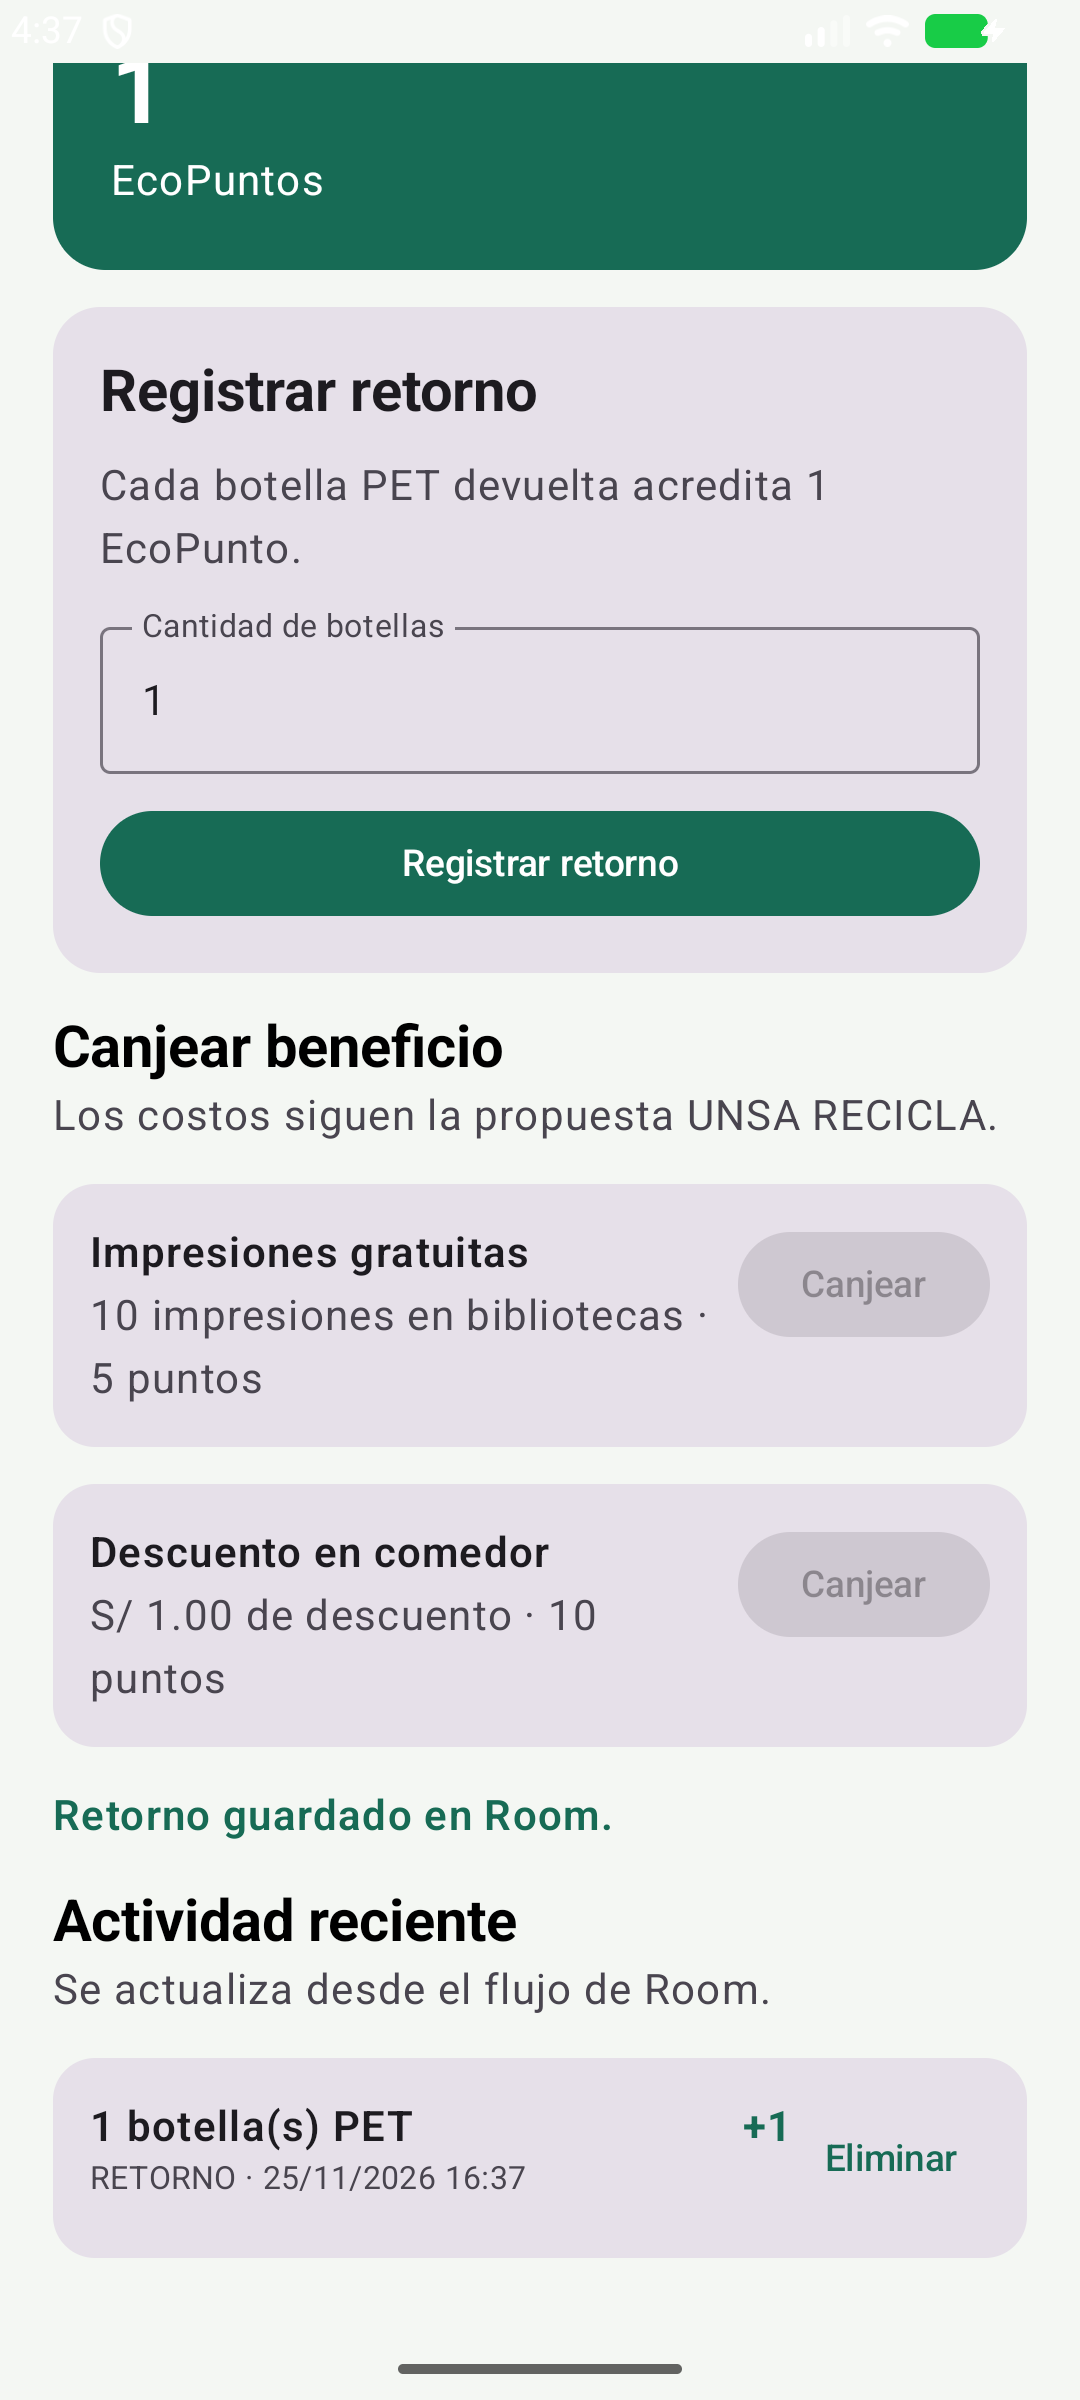 4:37
1
EcoPuntos
Registrar retorno
Cada botella PET devuelta acredita 1
EcoPunto.
Cantidad de botellas
1
Registrar retorno
Canjear beneficio
Los costos siguen la propuesta UNSA RECICLA.
Impresiones gratuitas
10 impresiones en bibliotecas ·
5 puntos
Canjear
Descuento en comedor
S/ 1.00 de descuento · 10
puntos
Canjear
Retorno guardado en Room.
Actividad reciente
Se actualiza desde el flujo de Room.
1 botella(s) PET
RETORNO · 25/11/2026 16:37
+1
Eliminar